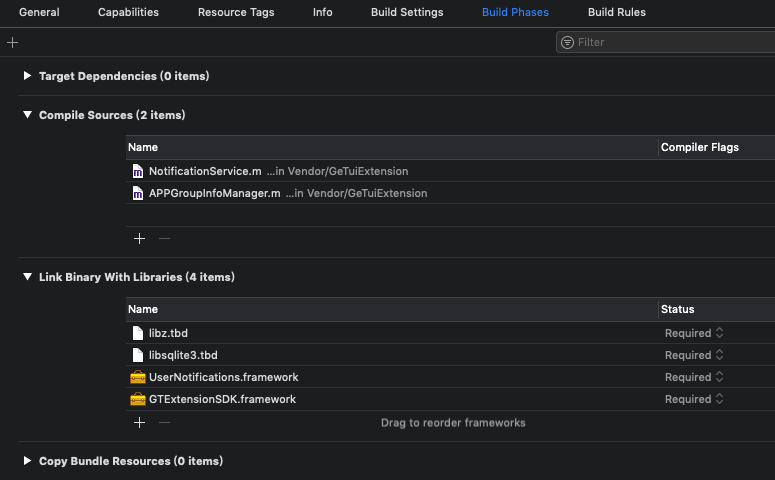 General Capabilities Resource Tags Info Build Settings Build Phases Build Rules
Filter
Target Dependencies (0 items)
Compile Sources (2 items)
Name Compiler Flags
NotificationService.m ...in Vendor/GeTuiExtension
APPGroupInfoManager.m ...in Vendor/GeTuiExtension
Link Binary With Libraries (4 items)
Name Status
libz.tbd Required
libsqlite3.tbd Required
UserNotifications.framework Required
GTExtensionSDK.framework Required
Drag to reorder frameworks
Copy Bundle Resources (0 items)